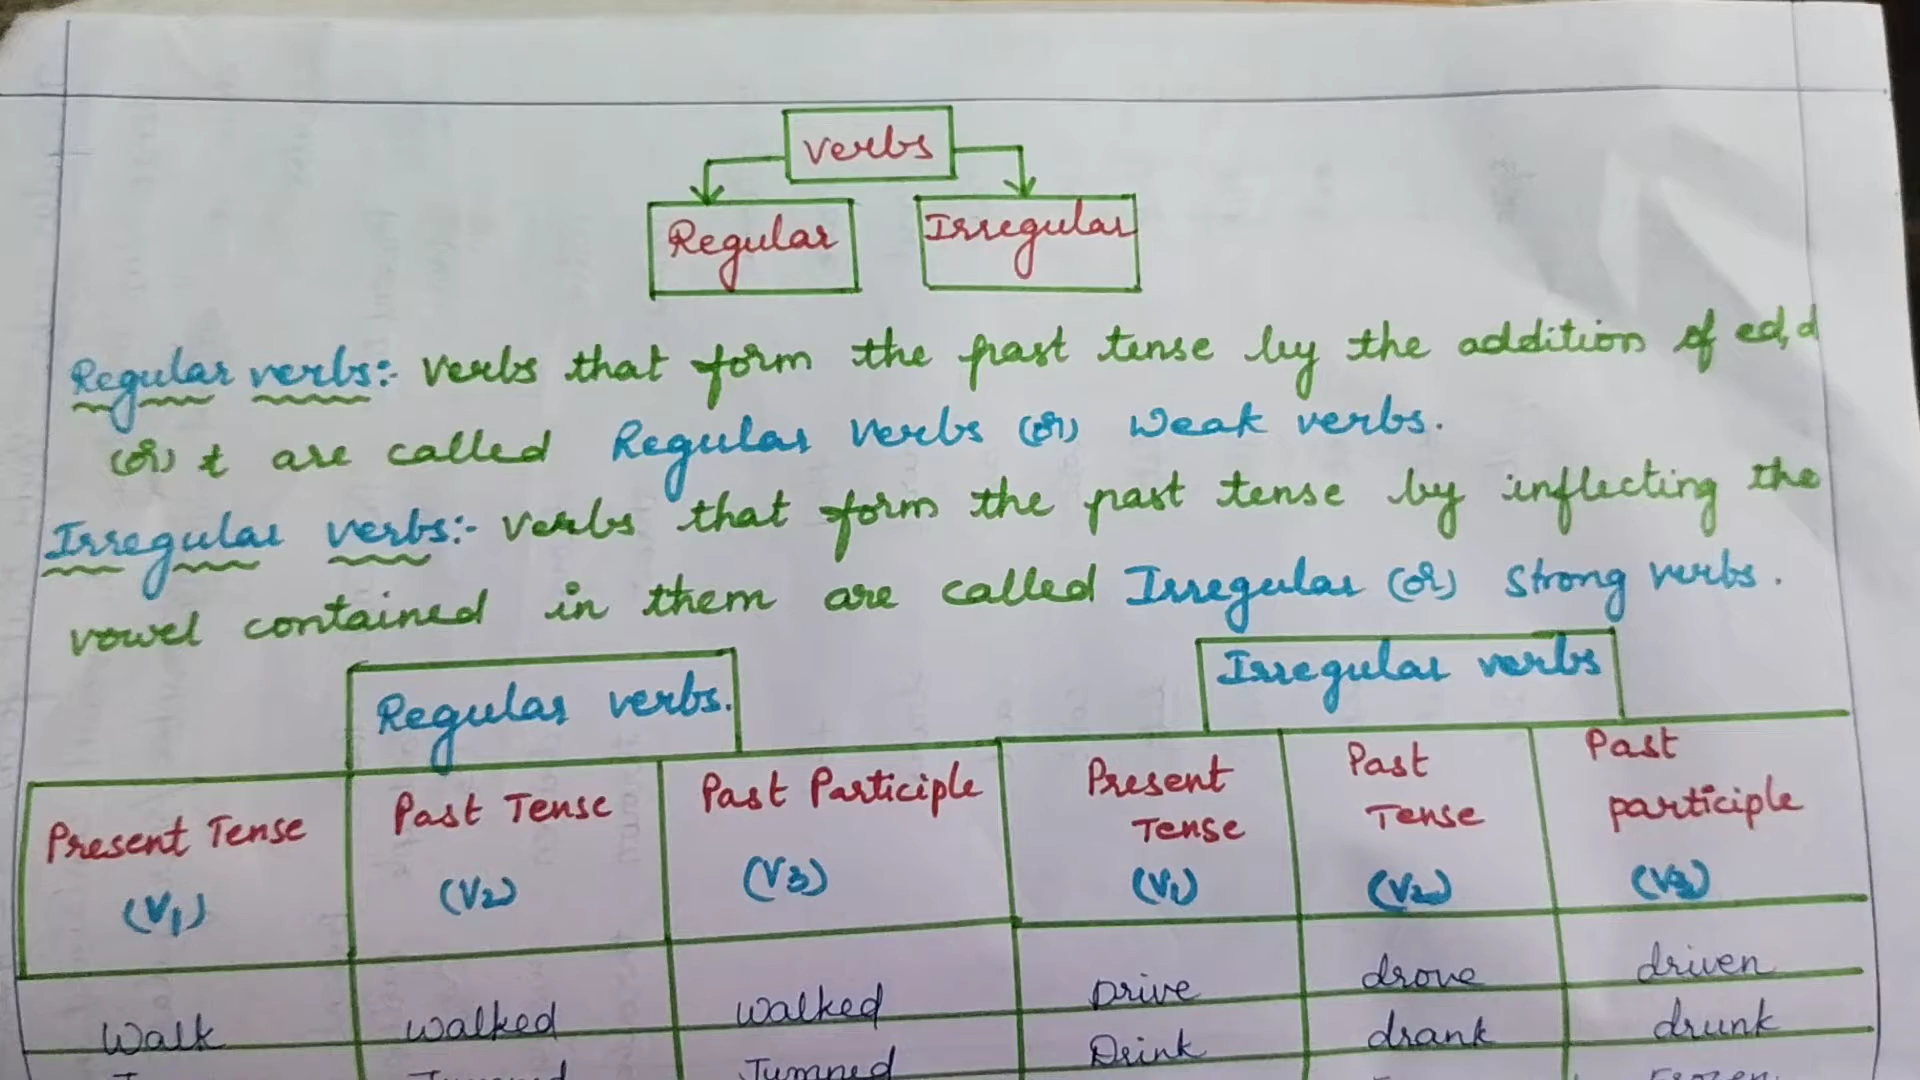 verbs
Regular
Irregular
Regular verbs:- verbs that form the past tense by the addition of ed, d
(or) t are called Regular verbs (or) weak verbs.
Irregular verbs:- verbs that form the past tense by inflecting the
vowel contained in them are called Irregular (or) strong verbs.
Regular verbs.
Irregular verbs
Present Tense (V1)
Past Tense (V2)
Past Participle (V3)
Present Tense (V1)
Past Tense (V2)
Past participle (V3)
Walk walked walked Drive drove driven
Jumped Drink drank drunk
Frozen